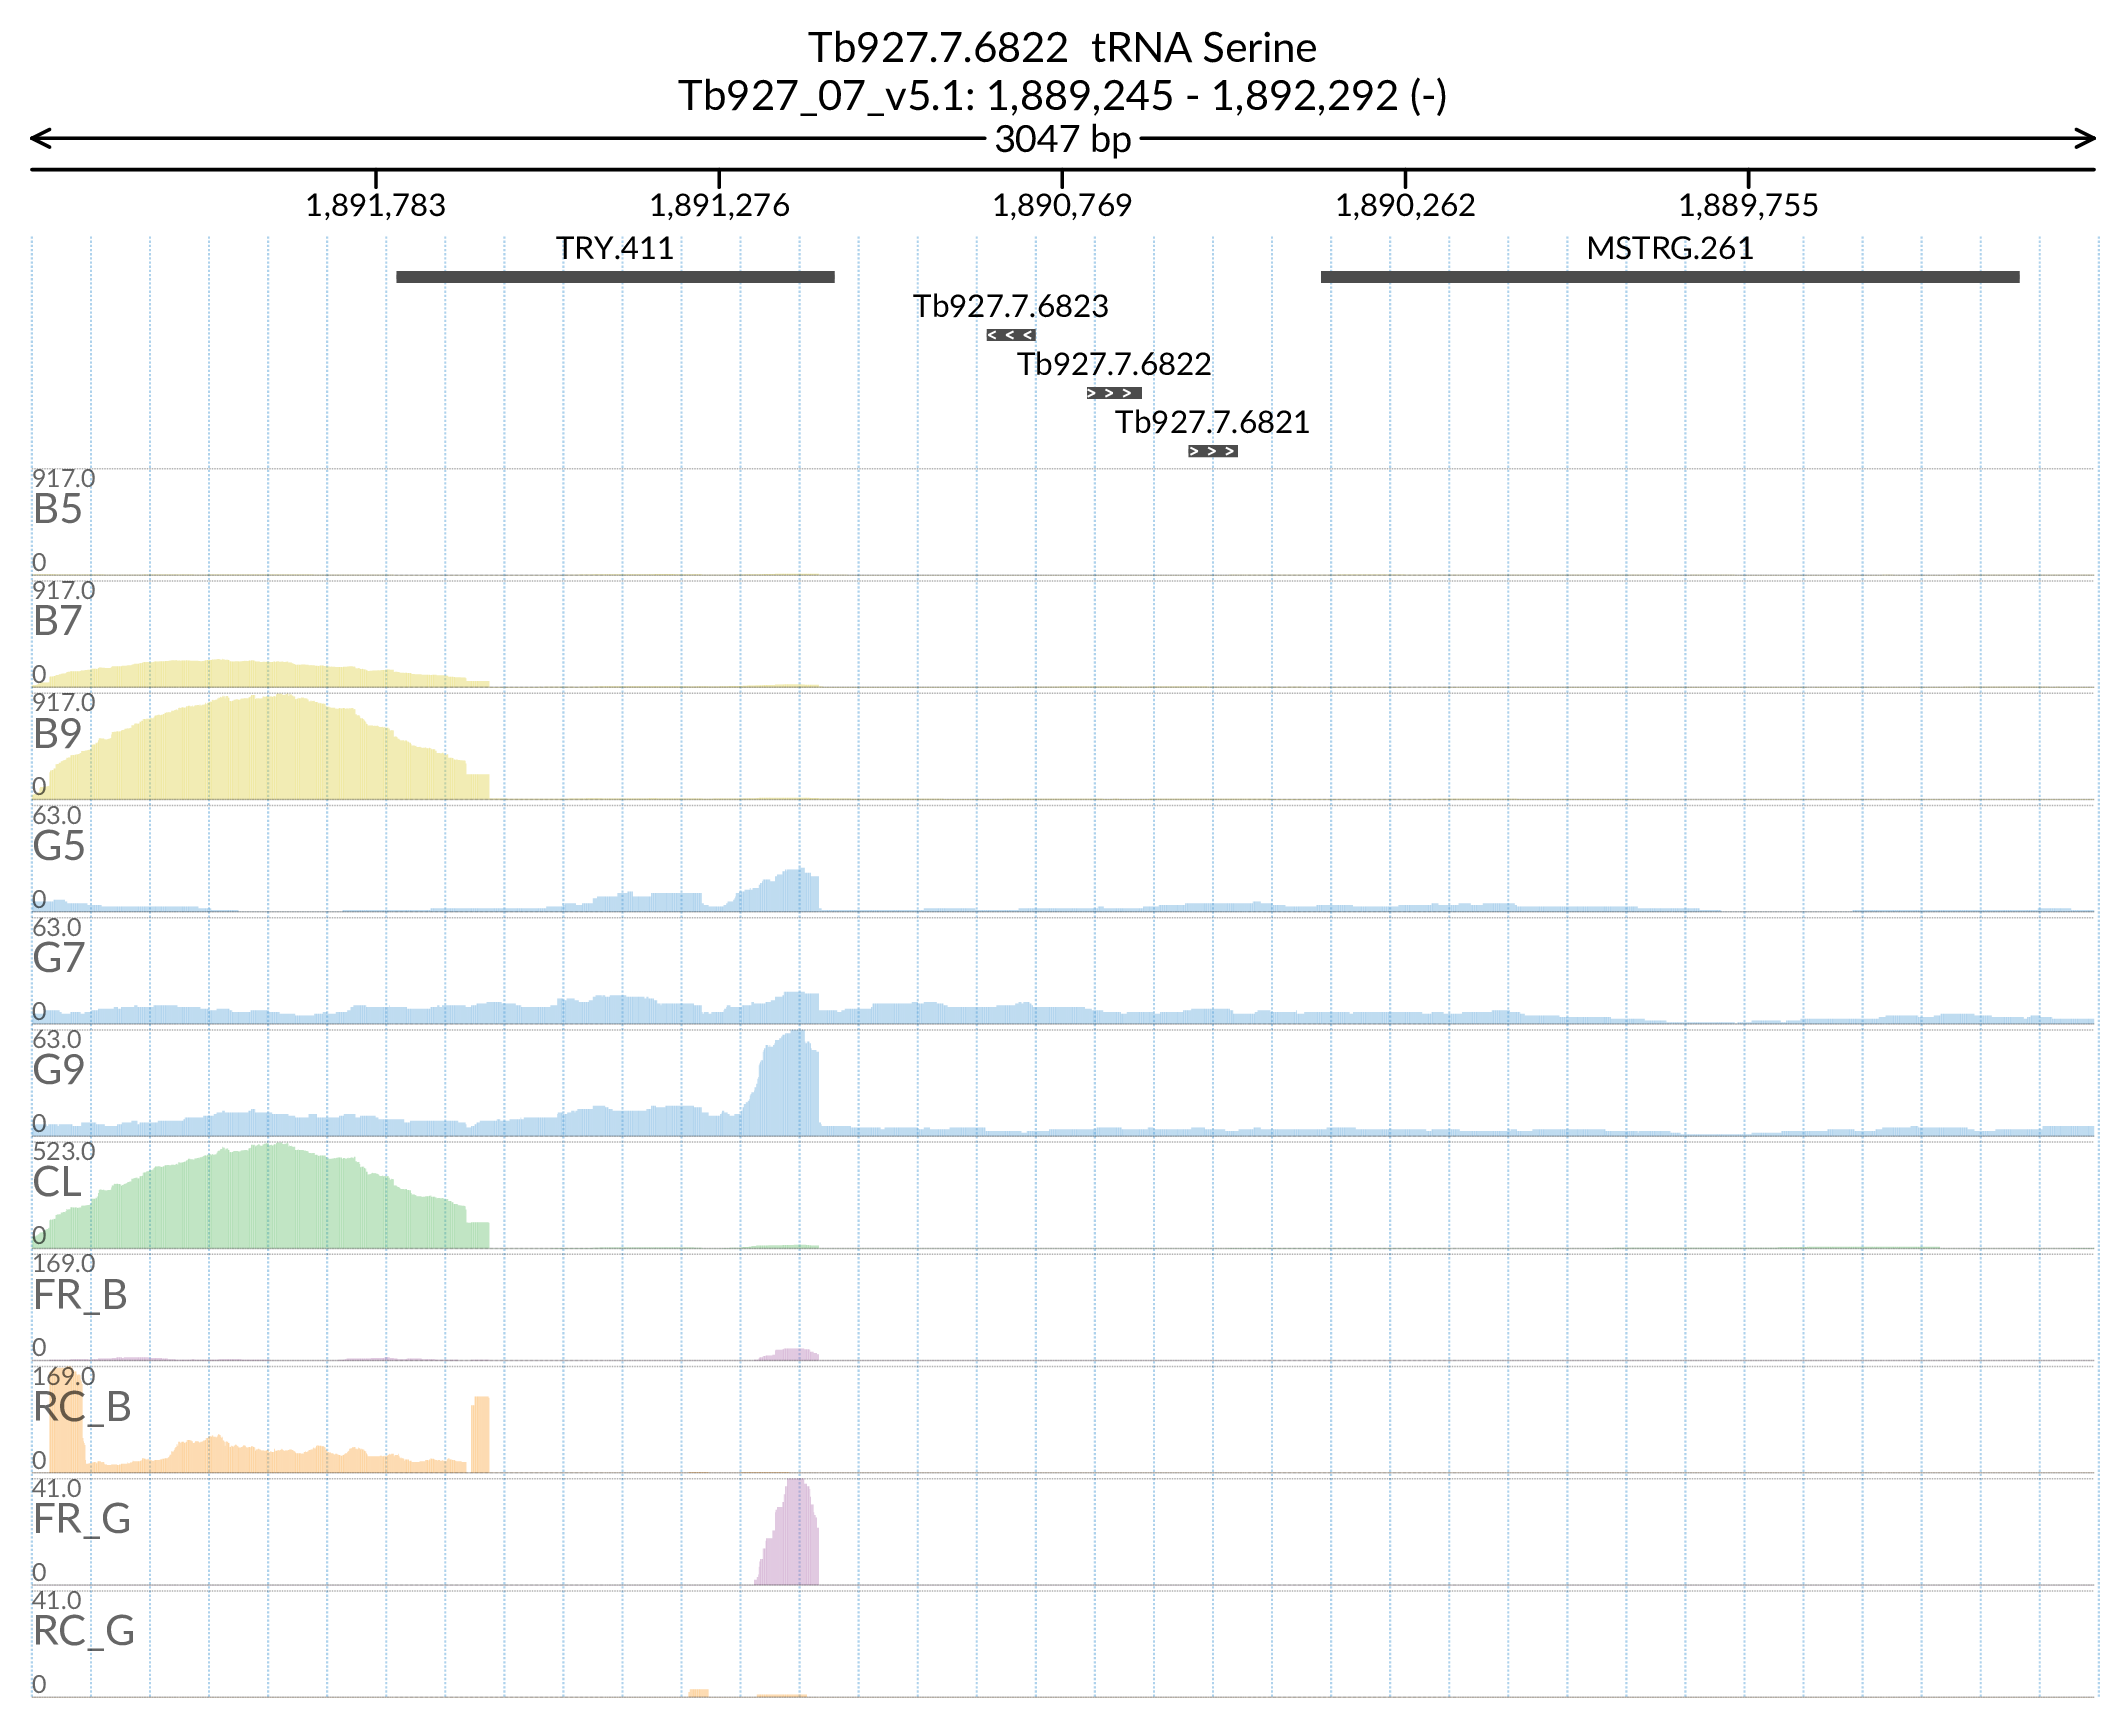 Tb927.7.6822 tRNA Serine
Tb927_07_v5.1: 1,889,245 - 1,892,292 (-)
3047 bp
1,891,783 1,891,276 1,890,769 1,890,262 1,889,755
TRY.411 MSTRG.261
Tb927.7.6823
< < <
Tb927.7.6822
> > >
Tb927.7.6821
> > >
917.0
B5
0
917.0
B7
0
917.0
B9
0
63.0
G5
0
63.0
G7
0
63.0
G9
0
523.0
CL
0
169.0
FR_B
0
169.0
RC_B
0
41.0
FR_G
0
41.0
RC_G
0